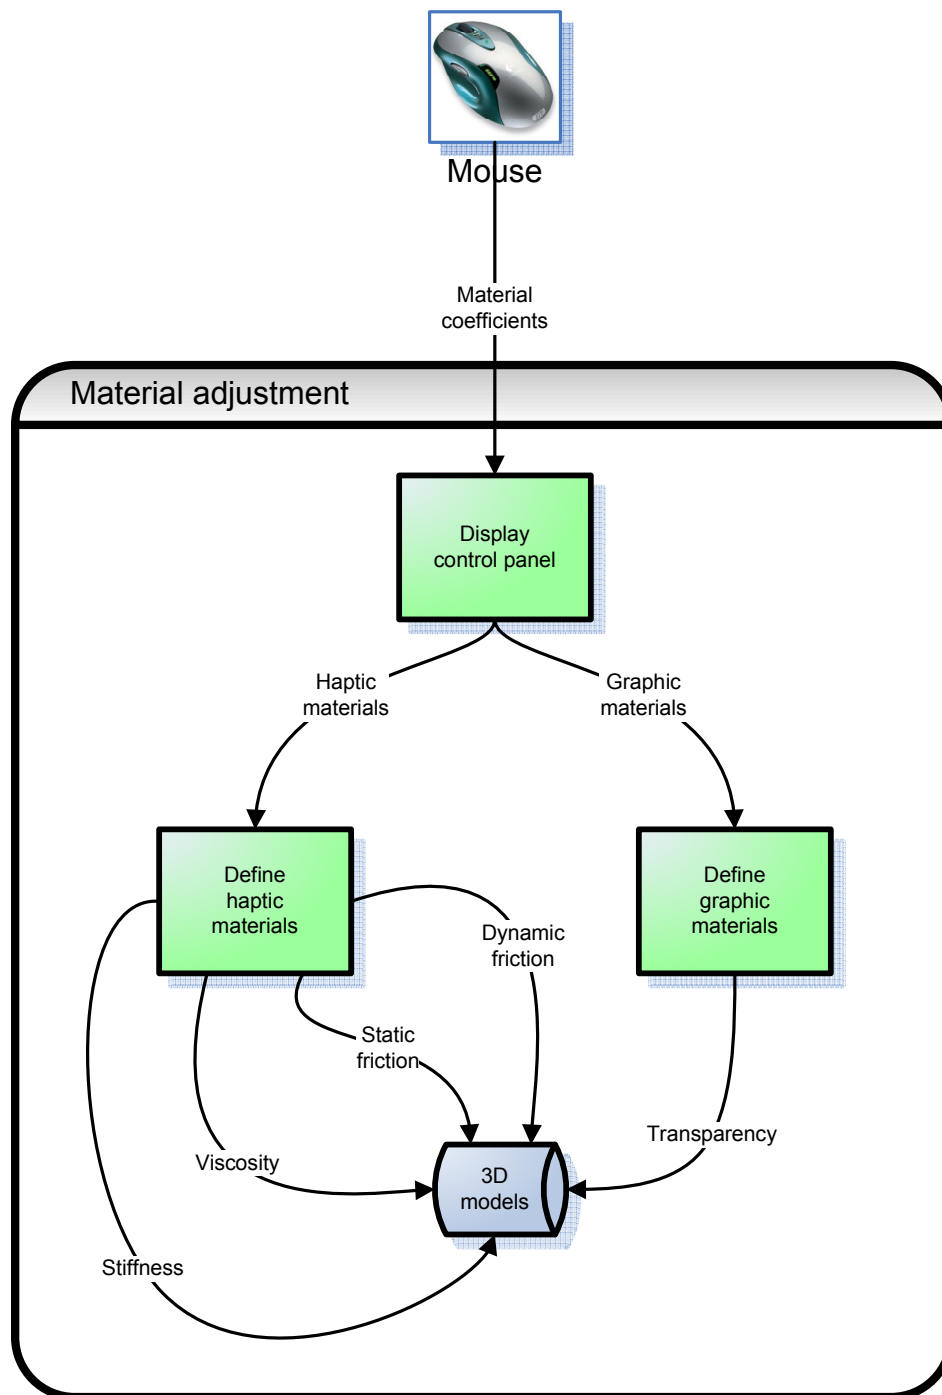 Mouse
Material
coefficients
Material adjustment
Display
control panel
Haptic
materials
Graphic
materials
Define
haptic
materials
Define
graphic
materials
Dynamic
friction
Static
friction
Transparency
Viscosity
3D
models
Stiffness